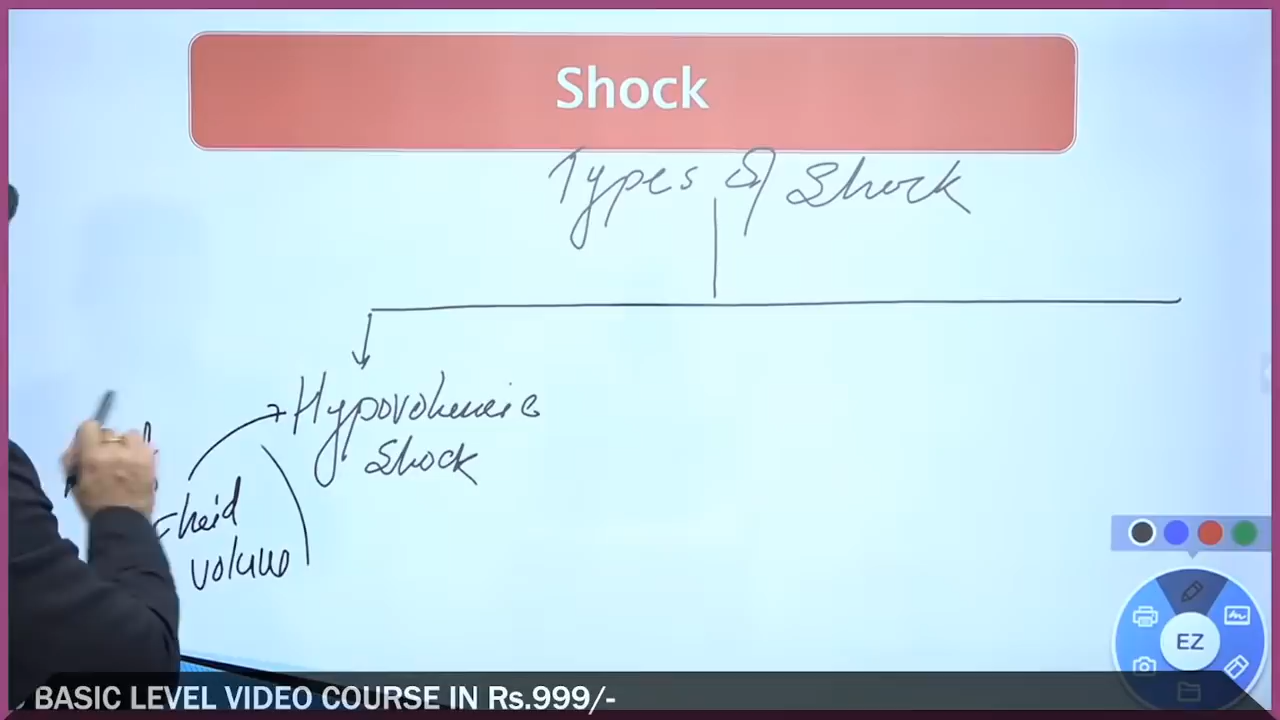 Shock
Types of Shock
Hypovolemic
Shock
fluid
volume
EZ
BASIC LEVEL VIDEO COURSE IN Rs.999/-